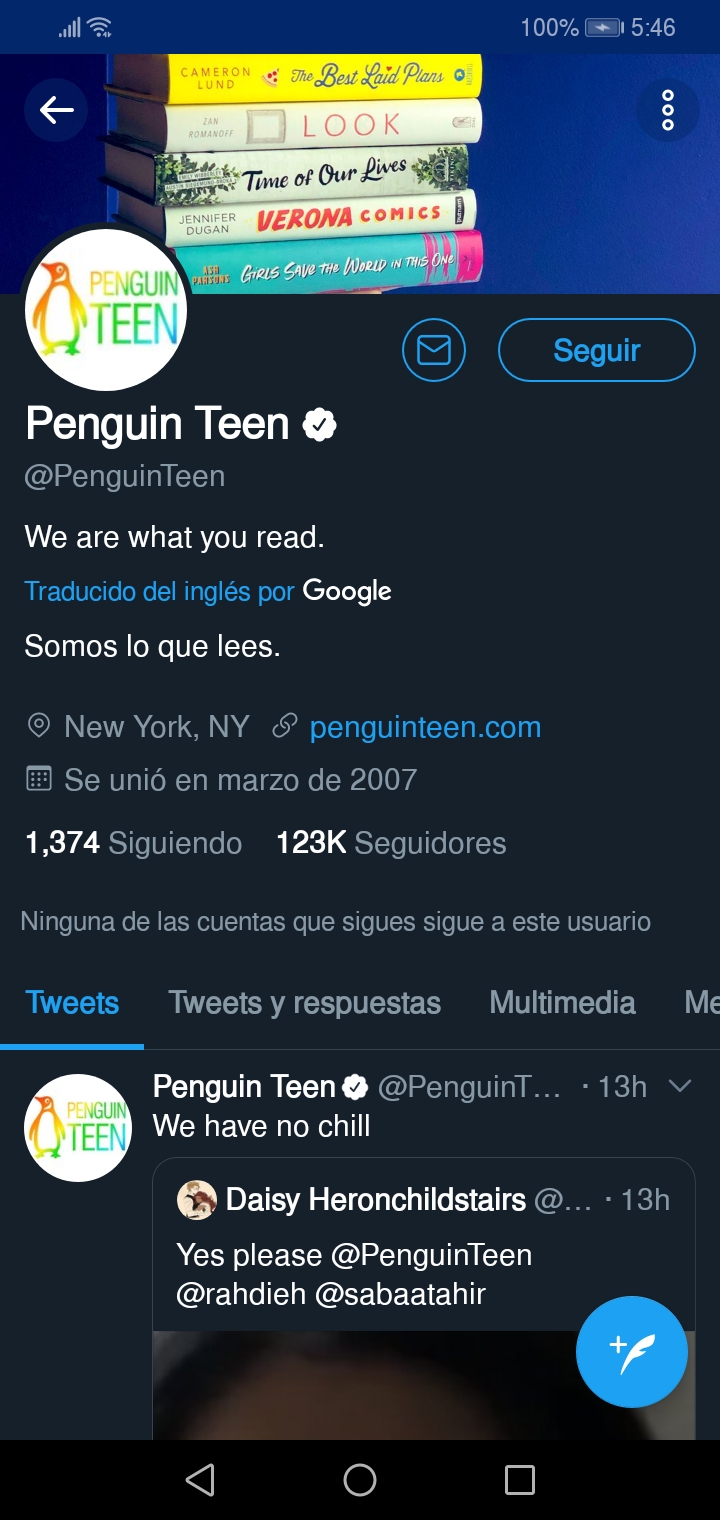 100% 5:46
CAMERON LUND The Best Laid Plans
ZAN ROMANOFF LOOK
Time of Our Lives
JENNIFER DUGAN VERONA COMICS putnam
ASH PARSONS GIRLS SAVE THE WORLD IN THIS ONE
PENGUIN
TEEN
Seguir
Penguin Teen
@PenguinTeen
We are what you read.
Traducido del inglés por Google
Somos lo que lees.
New York, NY penguinteen.com
Se unió en marzo de 2007
1,374 Siguiendo 123K Seguidores
Ninguna de las cuentas que sigues sigue a este usuario
Tweets Tweets y respuestas Multimedia Me
PENGUIN
TEEN
Penguin Teen @PenguinT… · 13h
We have no chill
Daisy Heronchildstairs @… · 13h
Yes please @PenguinTeen
@rahdieh @sabaatahir